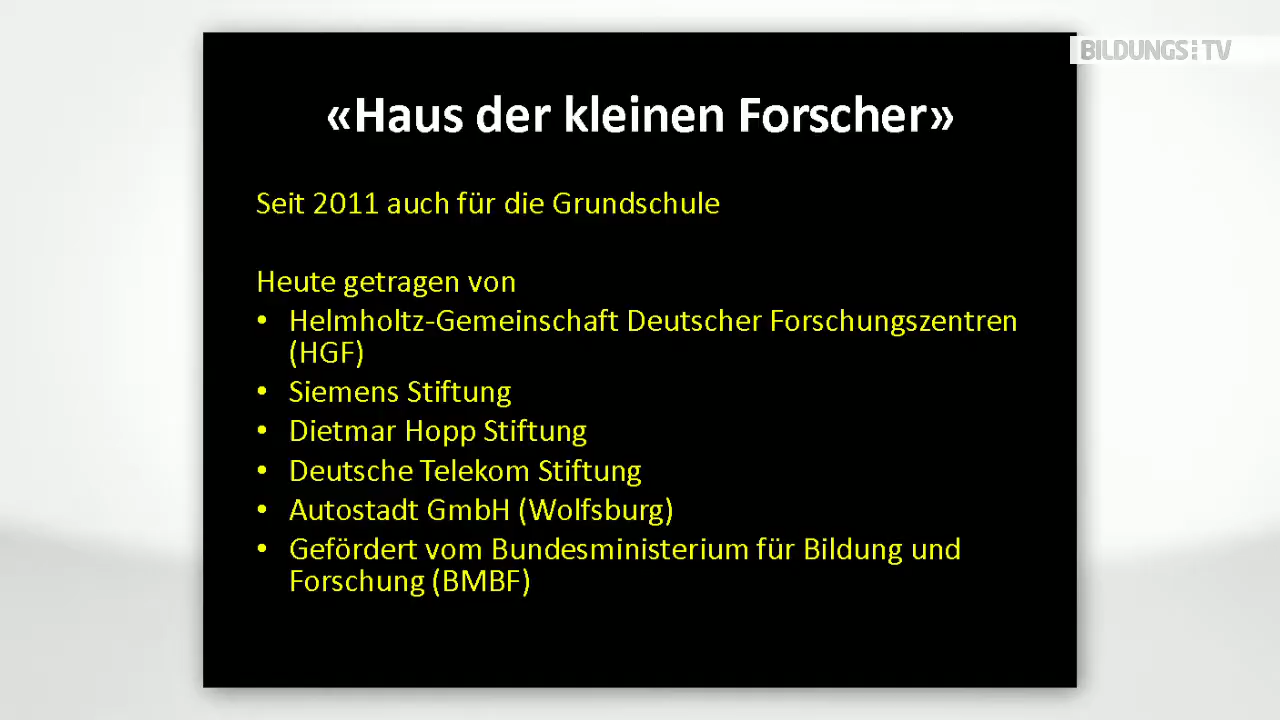 BILDUNGS:TV
«Haus der kleinen Forscher»
Seit 2011 auch für die Grundschule
Heute getragen von
• Helmholtz-Gemeinschaft Deutscher Forschungszentren
(HGF)
• Siemens Stiftung
• Dietmar Hopp Stiftung
• Deutsche Telekom Stiftung
• Autostadt GmbH (Wolfsburg)
• Gefördert vom Bundesministerium für Bildung und
Forschung (BMBF)